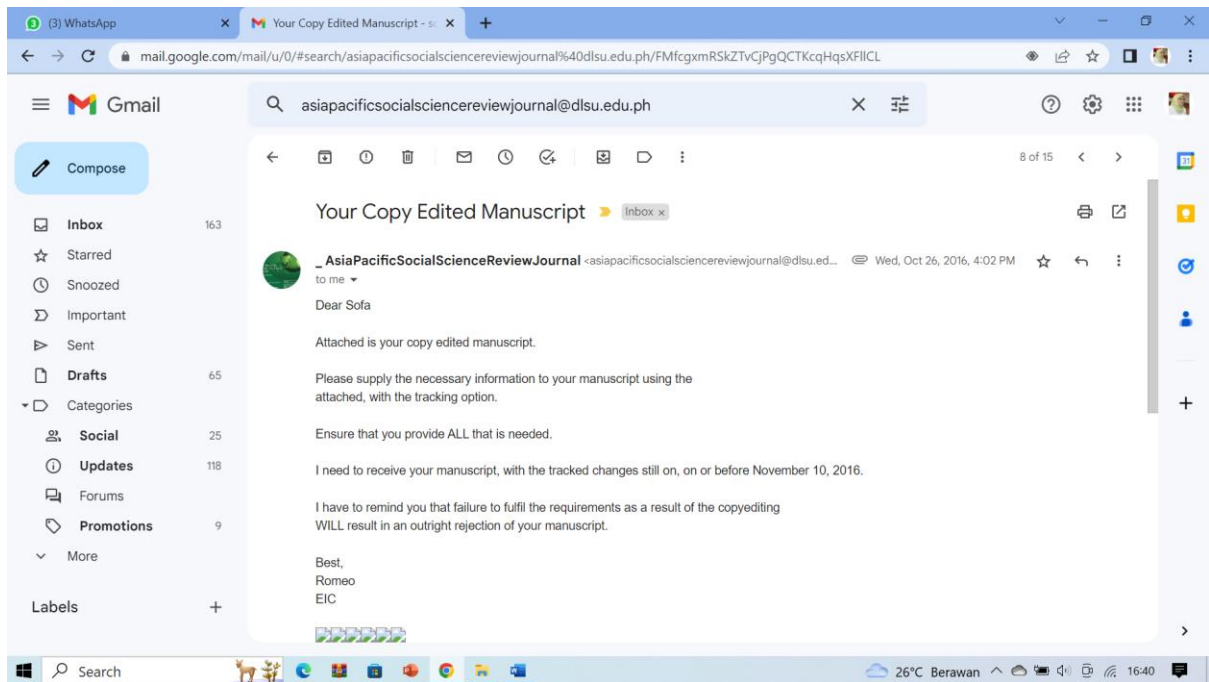 (3) WhatsApp
Your Copy Edited Manuscript - so
mail.google.com/mail/u/0/#search/asiapacificsocialsciencereviewjournal%40dlsu.edu.ph/FMfcgxmRSkZTvCjPgQCTKcqHqsXFllCL
Gmail
asiapacificsocialsciencereviewjournal@dlsu.edu.ph
Compose
8 of 15
Inbox 163
Starred
Snoozed
Important
Sent
Drafts 65
Categories
Social 25
Updates 118
Forums
Promotions 9
More
Labels
Your Copy Edited Manuscript Inbox x
_ AsiaPacificSocialScienceReviewJournal <asiapacificsocialsciencereviewjournal@dlsu.ed... Wed, Oct 26, 2016, 4:02 PM
to me
Dear Sofa
Attached is your copy edited manuscript.
Please supply the necessary information to your manuscript using the
attached, with the tracking option.
Ensure that you provide ALL that is needed.
I need to receive your manuscript, with the tracked changes still on, on or before November 10, 2016.
I have to remind you that failure to fulfil the requirements as a result of the copyediting
WILL result in an outright rejection of your manuscript.
Best,
Romeo
EIC
31
Search
26°C Berawan
16:40